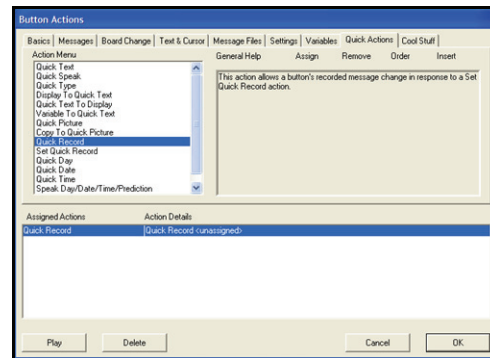 Button Actions
Basics Messages Board Change Text & Cursor Message Files Settings Variables Quick Actions Cool Stuff
Action Menu General Help Assign Remove Order Insert
Quick Text
Quick Speak
Quick Type
Display To Quick Text
Quick Text To Display
Variable To Quick Text
Quick Picture
Copy To Quick Picture
Quick Record
Set Quick Record
Quick Day
Quick Date
Quick Time
Speak Day/Date/Time/Prediction
This action allows a button's recorded message change in response to a Set
Quick Record action.
Assigned Actions Action Details
Quick Record Quick Record <unassigned>
Play Delete Cancel OK